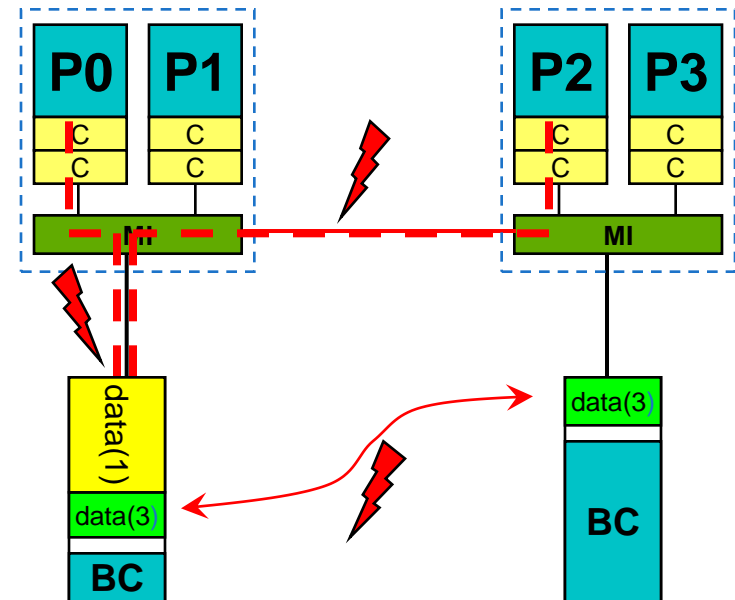 P0 P1 P2 P3
C C C C
C C C C
MI MI
data(1)
data(3) data(3)
BC BC